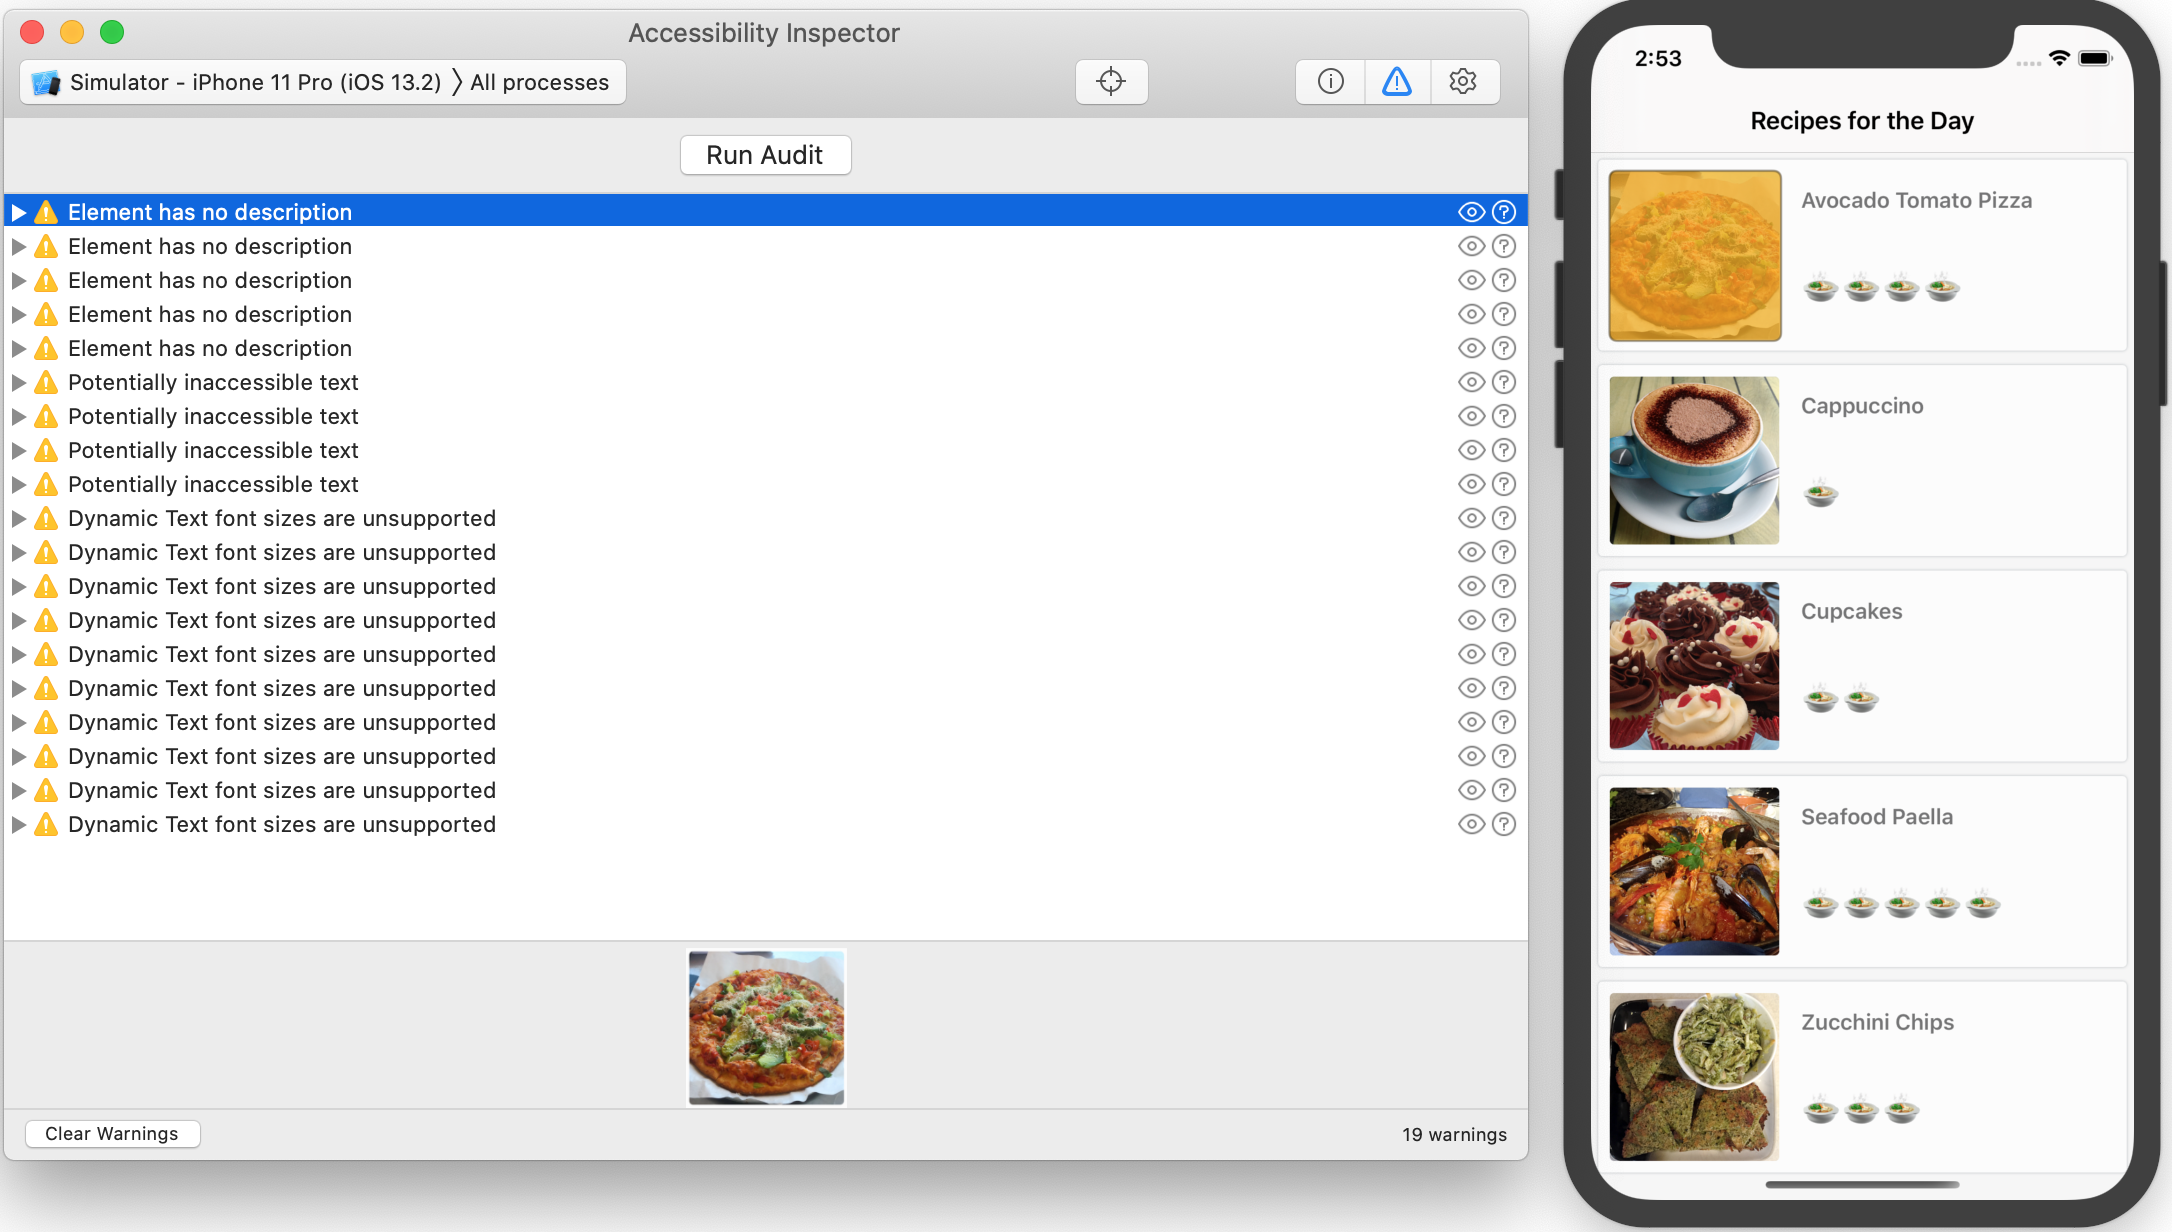 Accessibility Inspector
Simulator - iPhone 11 Pro (iOS 13.2) 〉All processes
Run Audit
Element has no description
Element has no description
Element has no description
Element has no description
Element has no description
Potentially inaccessible text
Potentially inaccessible text
Potentially inaccessible text
Potentially inaccessible text
Dynamic Text font sizes are unsupported
Dynamic Text font sizes are unsupported
Dynamic Text font sizes are unsupported
Dynamic Text font sizes are unsupported
Dynamic Text font sizes are unsupported
Dynamic Text font sizes are unsupported
Dynamic Text font sizes are unsupported
Dynamic Text font sizes are unsupported
Dynamic Text font sizes are unsupported
Dynamic Text font sizes are unsupported
Clear Warnings
19 warnings
2:53
Recipes for the Day
Avocado Tomato Pizza
Cappuccino
Cupcakes
Seafood Paella
Zucchini Chips